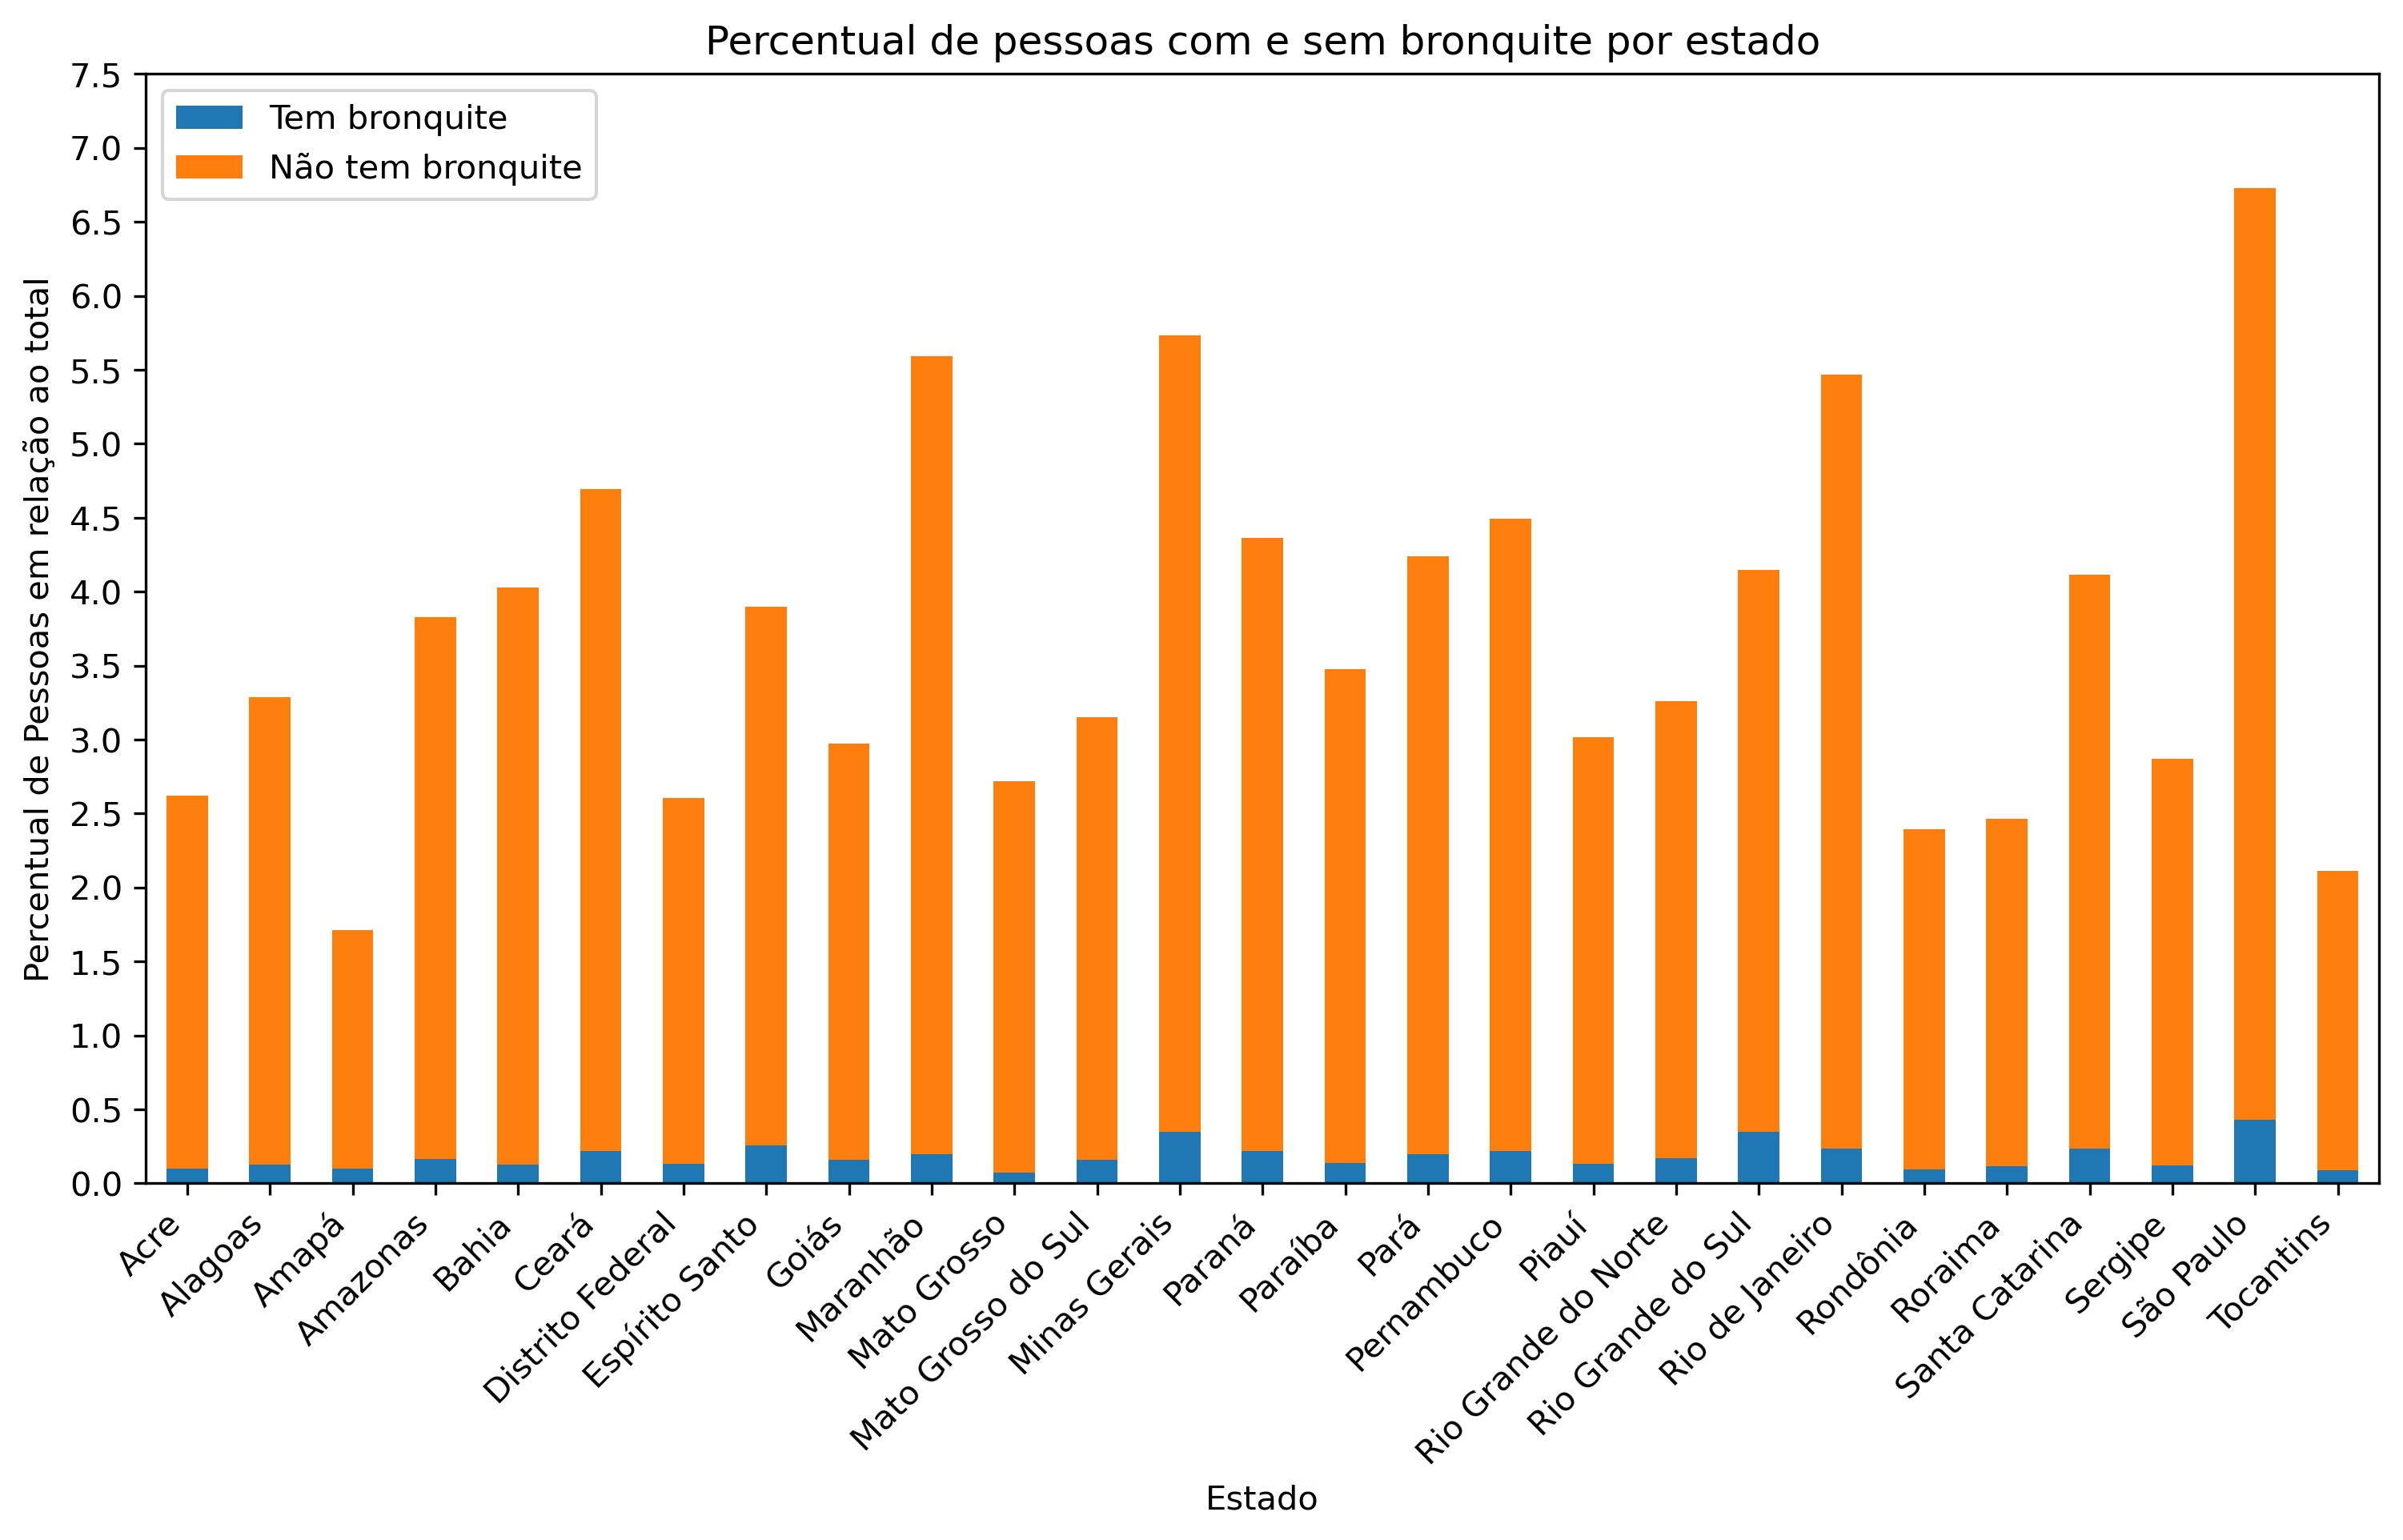 Percentual de pessoas com e sem bronquite por estado
Tem bronquite
Não tem bronquite
Percentual de Pessoas em relação ao total
7.5
7.0
6.5
6.0
5.5
5.0
4.5
4.0
3.5
3.0
2.5
2.0
1.5
1.0
0.5
0.0
Acre
Alagoas
Amapá
Amazonas
Bahia
Ceará
Distrito Federal
Espírito Santo
Goiás
Maranhão
Mato Grosso
Mato Grosso do Sul
Minas Gerais
Paraná
Paraíba
Pará
Pernambuco
Piauí
Rio Grande do Norte
Rio Grande do Sul
Rio de Janeiro
Rondônia
Roraima
Santa Catarina
Sergipe
São Paulo
Tocantins
Estado